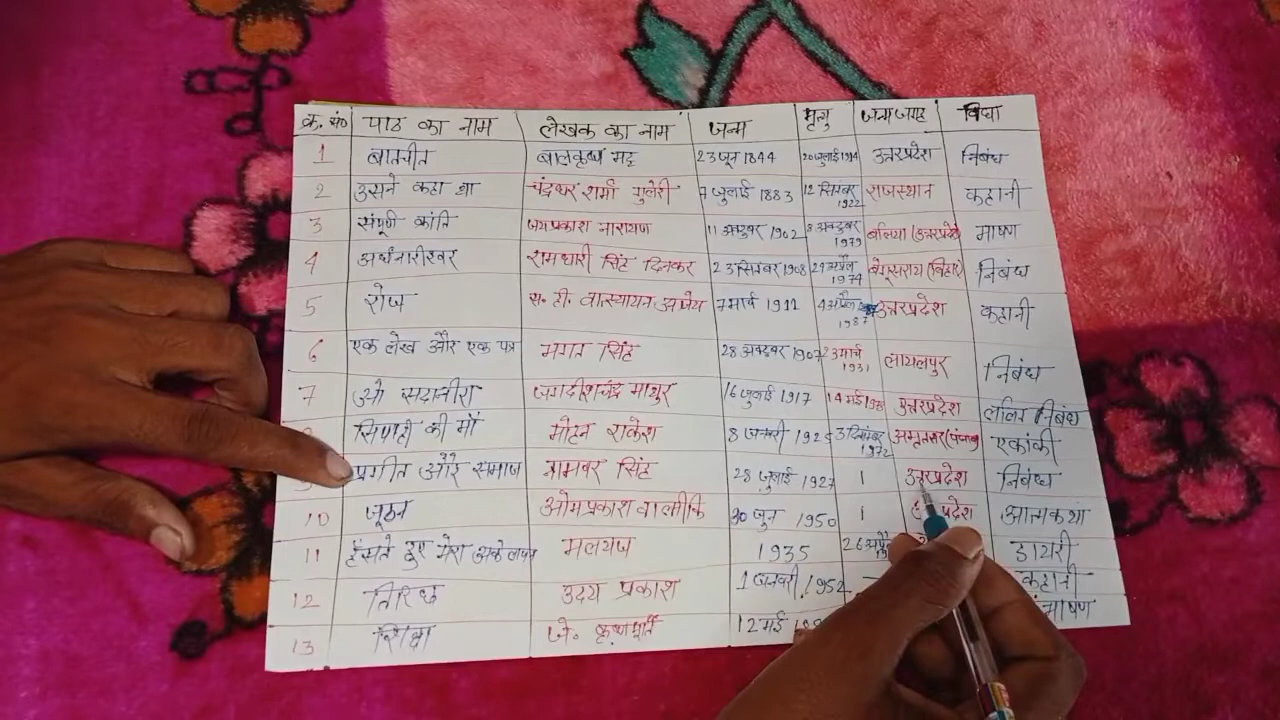 क्र. सं० पाठ का नाम लेखक का नाम जन्म मृत्यु जन्म जगह विधा
1 बातचीत बालकृष्ण भट्ट 23 जून 1844 20 जुलाई 1914 उत्तरप्रदेश निबंध
2 उसने कहा था चंद्रधर शर्मा गुलेरी 7 जुलाई 1883 12 सितंबर 1922 राजस्थान कहानी
3 संपूर्ण क्रांति जयप्रकाश नारायण 11 अक्टूबर 1902 8 अक्टूबर 1979 बलिया (उत्तरप्रदेश भाषण
4 अर्धनारीश्वर रामधारी सिंह दिनकर 23 सितंबर 1908 24 अप्रैल 1974 बेगूसराय (बिहार) निबंध
5 रोज स. ही. वात्स्यायन अज्ञेय 7 मार्च 1911 4 अप्रैल 1987 उत्तरप्रदेश कहानी
6 एक लेख और एक पत्र भगत सिंह 28 अक्टूबर 1907 23 मार्च 1931 लायलपुर निबंध
7 ओ सदानीरा जगदीशचंद्र माथुर 16 जुलाई 1917 14 मई 1978 उत्तरप्रदेश ललित निबंध
सिपाही की माँ मोहन राकेश 8 जनवरी 1925 3 दिसंबर 1972 अमृतसर (पंजाब एकांकी
प्रगीत और समाज नामवर सिंह 28 जुलाई 1927 । उत्तरप्रदेश निबंध
10 जूठन ओमप्रकाश वाल्मीकि 30 जून 1950 । प्रदेश आत्मकथा
11 हँसते हुए मेरा अकेलापन मलयज 1935 26 अप्रैल डायरी
12 तिरिछ उदय प्रकाश 1 जनवरी 1952 — कहानी
13 शिक्षा जे० कृष्णमूर्ति 12 मई भाषण